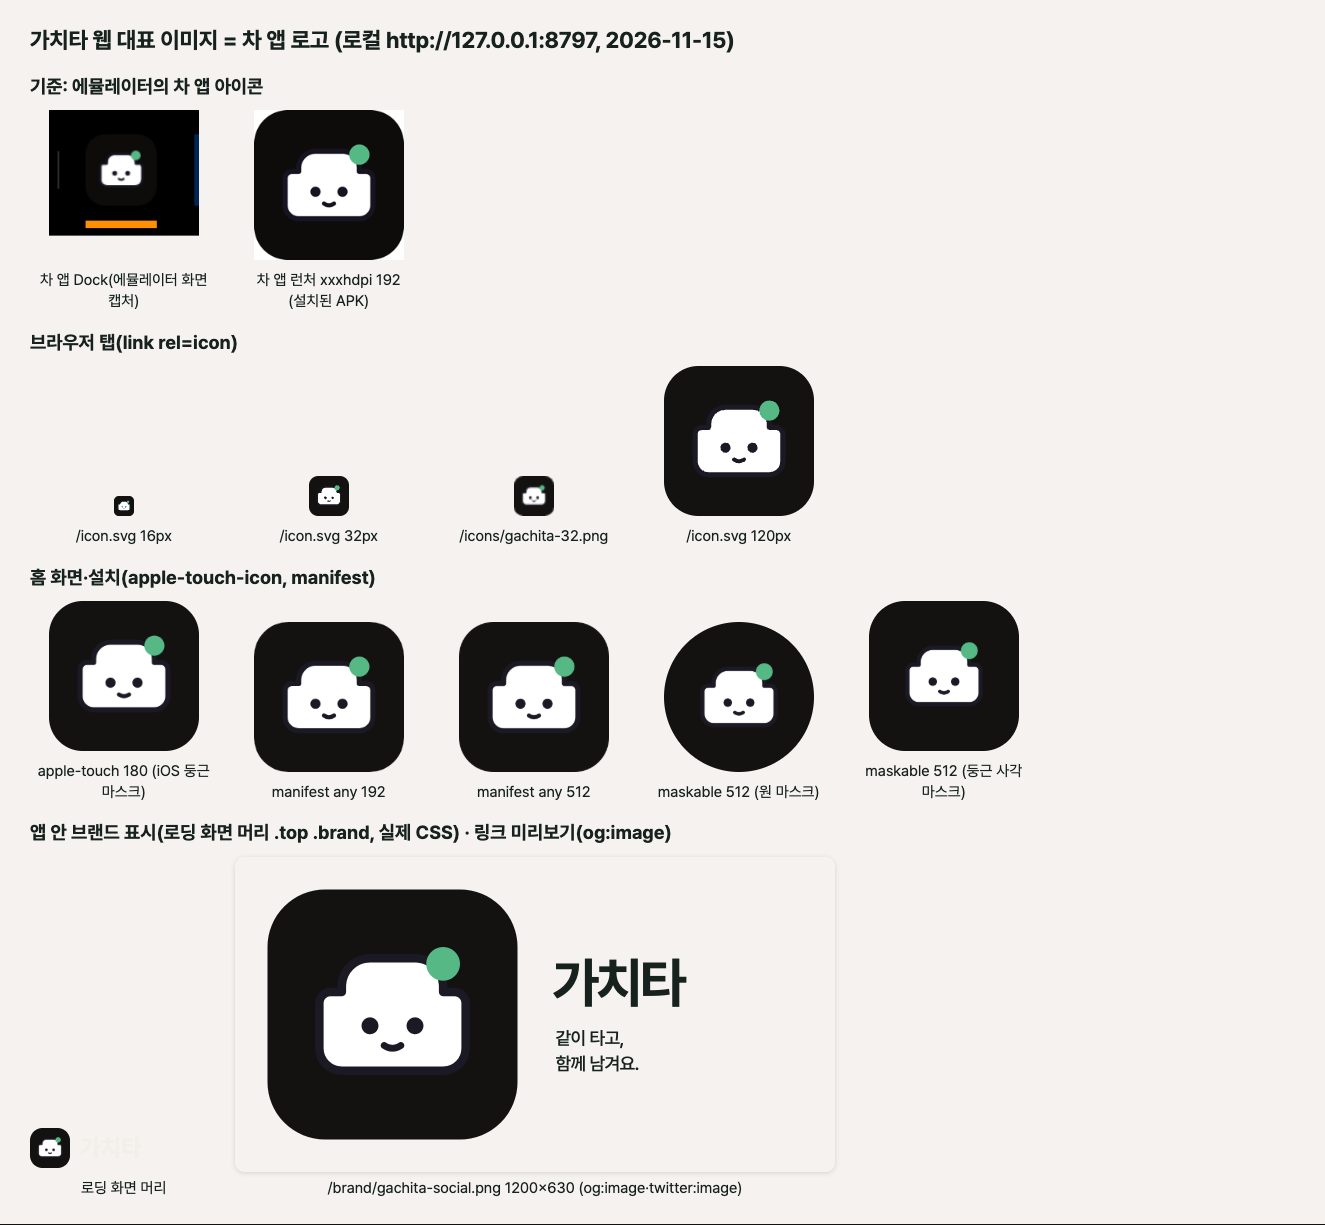 가치타 웹 대표 이미지 = 차 앱 로고 (로컬 http://127.0.0.1:8797, 2026-11-15)
기준: 에뮬레이터의 차 앱 아이콘
차 앱 Dock(에뮬레이터 화면
캡처)
차 앱 런처 xxxhdpi 192
(설치된 APK)
브라우저 탭(link rel=icon)
/icon.svg 16px
/icon.svg 32px
/icons/gachita-32.png
/icon.svg 120px
홈 화면·설치(apple-touch-icon, manifest)
apple-touch 180 (iOS 둥근
마스크)
manifest any 192
manifest any 512
maskable 512 (원 마스크)
maskable 512 (둥근 사각
마스크)
앱 안 브랜드 표시(로딩 화면 머리 .top .brand, 실제 CSS) · 링크 미리보기(og:image)
가치타
로딩 화면 머리
가치타
같이 타고,
함께 남겨요.
/brand/gachita-social.png 1200×630 (og:image·twitter:image)